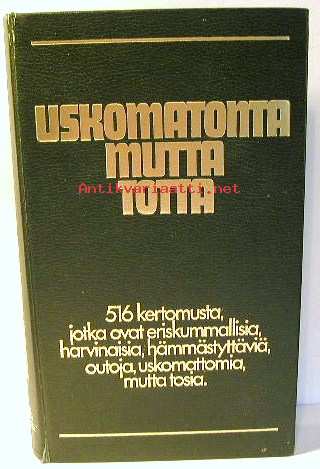 USKOMATONTA
MUTTA
TOTTA
Antikvariaatti.net
516 kertomusta,
jotka ovat eriskummallisia,
harvinaisia, hämmästyttäviä,
outoja, uskomattomia,
mutta tosia.